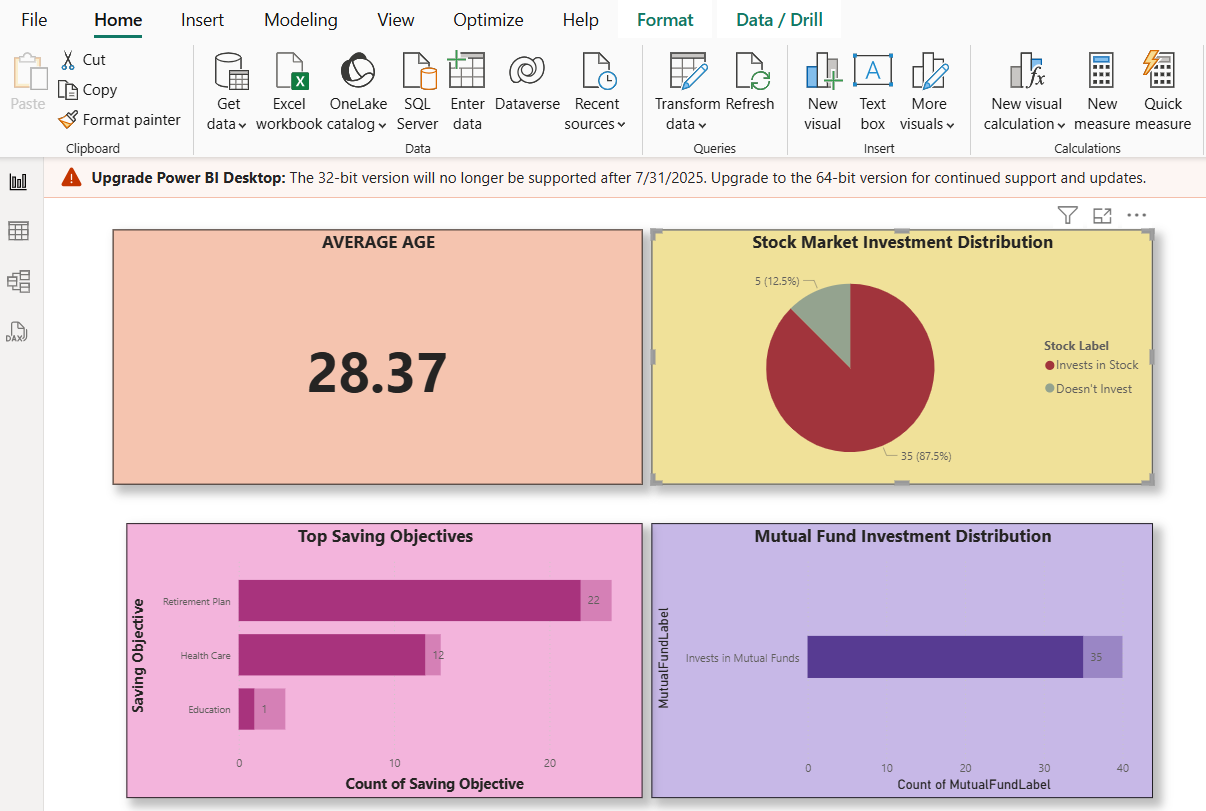 File Home Insert Modeling View Optimize Help Format Data / Drill
Paste
Cut
Copy
Format painter
Clipboard
Get data
Excel workbook
OneLake catalog
SQL Server
Enter data
Dataverse
Recent sources
Data
Transform data
Refresh
Queries
New visual
Text box
More visuals
Insert
New visual calculation
New measure
Quick measure
Calculations
Upgrade Power BI Desktop: The 32-bit version will no longer be supported after 7/31/2025. Upgrade to the 64-bit version for continued support and updates.
DAX
AVERAGE AGE
28.37
Stock Market Investment Distribution
5 (12.5%)
35 (87.5%)
Stock Label
Invests in Stock
Doesn't Invest
Top Saving Objectives
Saving Objective
Retirement Plan 22
Health Care 12
Education 1
0 10 20
Count of Saving Objective
Mutual Fund Investment Distribution
MutualFundLabel
Invests in Mutual Funds 35
0 10 20 30 40
Count of MutualFundLabel